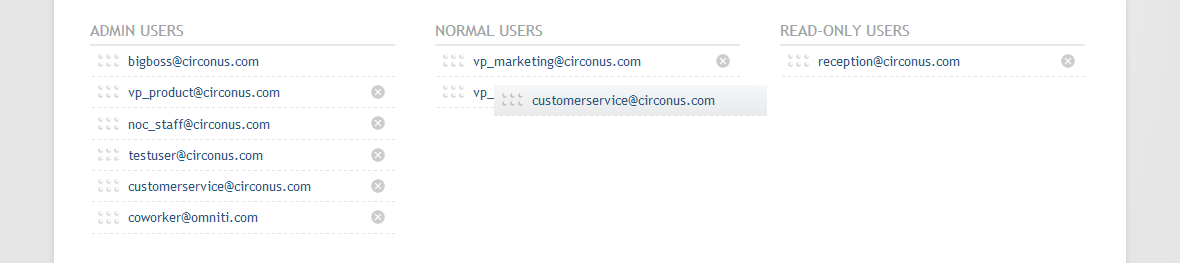 ADMIN USERS
bigboss@circonus.com
vp_product@circonus.com
noc_staff@circonus.com
testuser@circonus.com
customerservice@circonus.com
coworker@omniti.com
NORMAL USERS
vp_marketing@circonus.com
vp_
customerservice@circonus.com
READ-ONLY USERS
reception@circonus.com